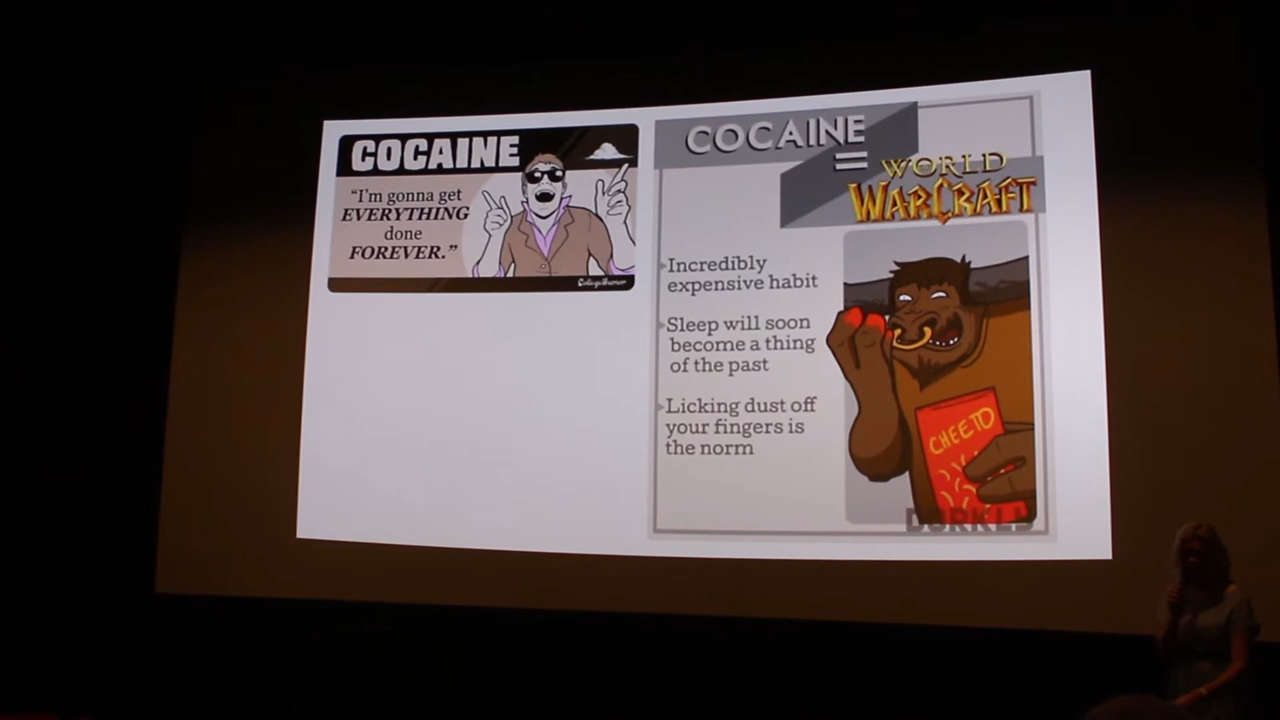 COCAINE
"I'm gonna get
EVERYTHING
done
FOREVER."
CollegeHumor
COCAINE
=
WORLD
WARCRAFT
Incredibly
expensive habit
Sleep will soon
become a thing
of the past
Licking dust off
your fingers is
the norm
CHEETO
DORKLY